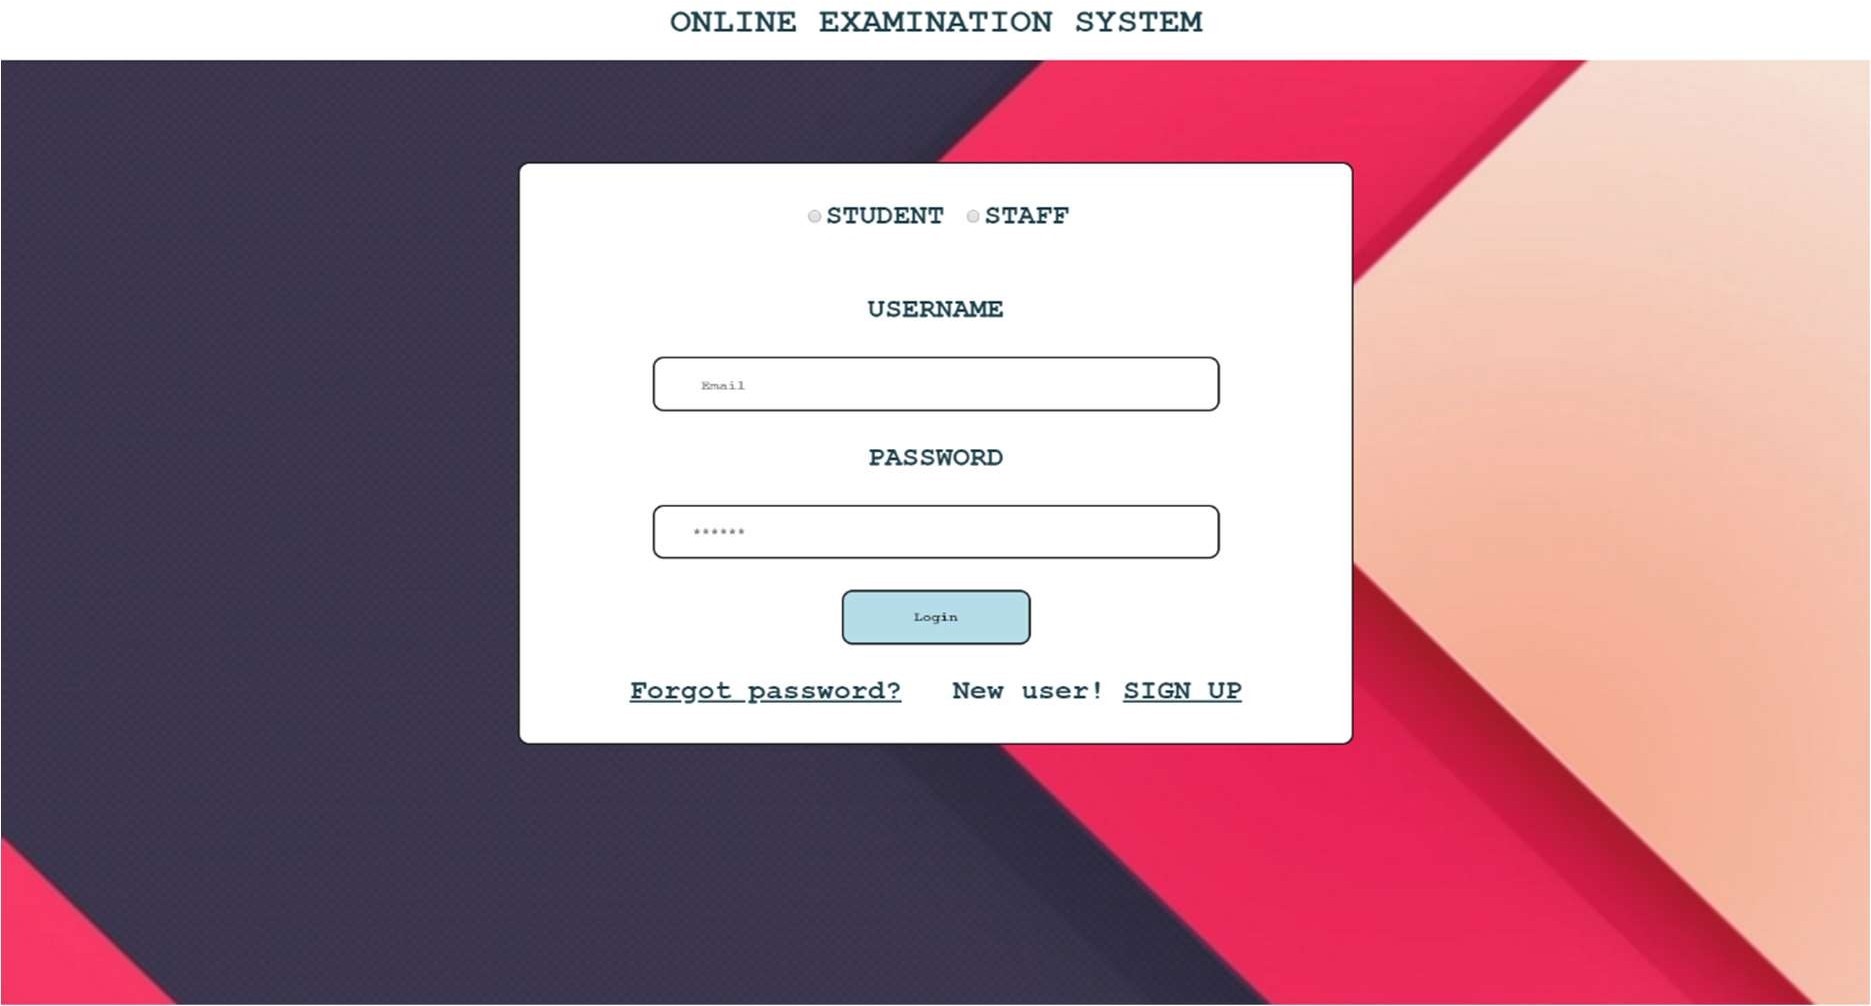 ONLINE EXAMINATION SYSTEM
STUDENT STAFF
USERNAME
Email
PASSWORD
******
Login
Forgot password? New user! SIGN UP